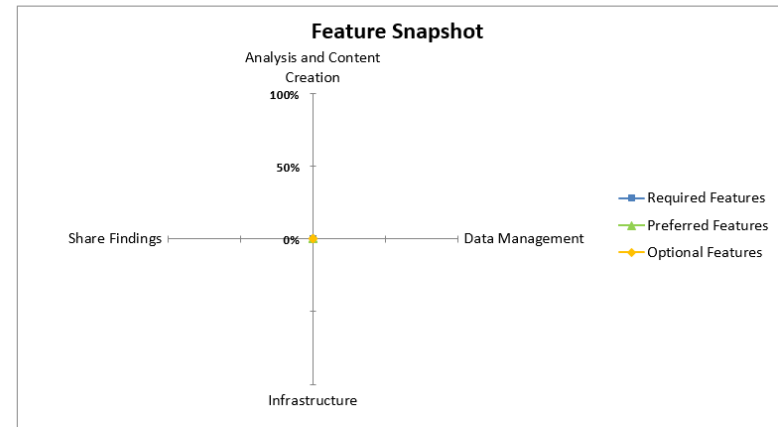 Feature Snapshot
Analysis and Content
Creation
100%
50%
Share Findings
0%
Data Management
Infrastructure
Required Features
Preferred Features
Optional Features